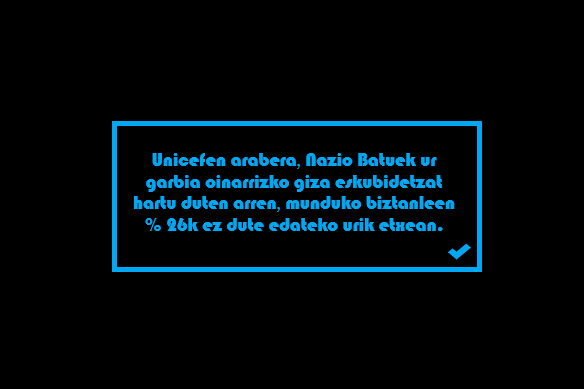 Unicefen arabera, Nazio Batuek ur
garbia oinarrizko giza eskubidetzat
hartu duten arren, munduko biztanleen
% 26k ez dute edateko urik etxean.